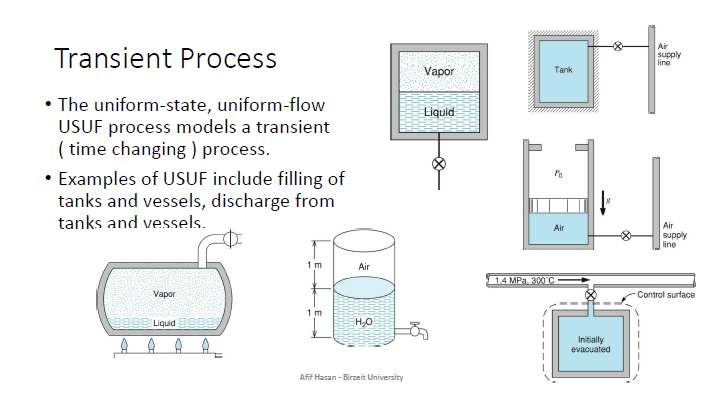 Transient Process
• The uniform-state, uniform-flow
USUF process models a transient
( time changing ) process.
• Examples of USUF include filling of
tanks and vessels, discharge from
tanks and vessels.
Vapor
Liquid
Tank
Air
supply
line
P₀
g
Air
Air
supply
line
Vapor
Liquid
1 m
Air
1 m
H₂O
1.4 MPa, 300°C
Control surface
Initially
evacuated
Afif Hasan - Birzeit University